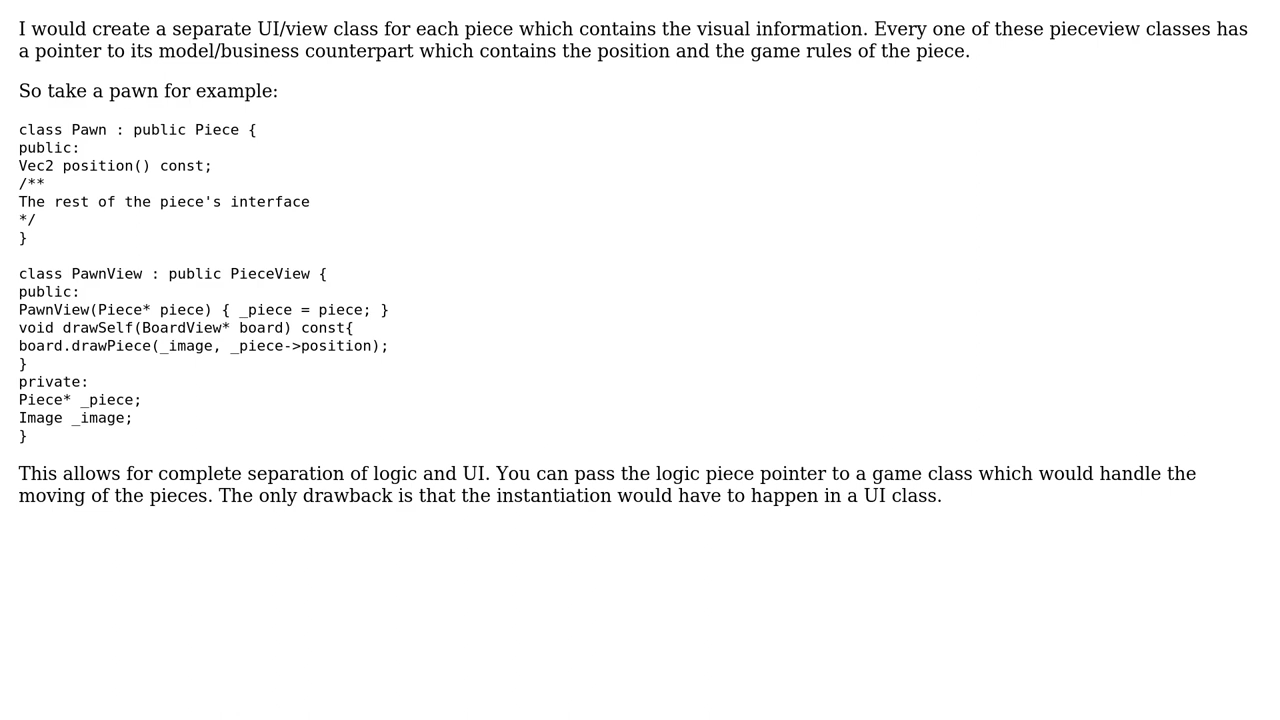 I would create a separate UI/view class for each piece which contains the visual information. Every one of these pieceview classes has
a pointer to its model/business counterpart which contains the position and the game rules of the piece.
So take a pawn for example:
class Pawn : public Piece {
public:
Vec2 position() const;
/**
The rest of the piece's interface
*/
}
class PawnView : public PieceView {
public:
PawnView(Piece* piece) { _piece = piece; }
void drawSelf(BoardView* board) const{
board.drawPiece(_image, _piece->position);
}
private:
Piece* _piece;
Image _image;
}
This allows for complete separation of logic and UI. You can pass the logic piece pointer to a game class which would handle the
moving of the pieces. The only drawback is that the instantiation would have to happen in a UI class.